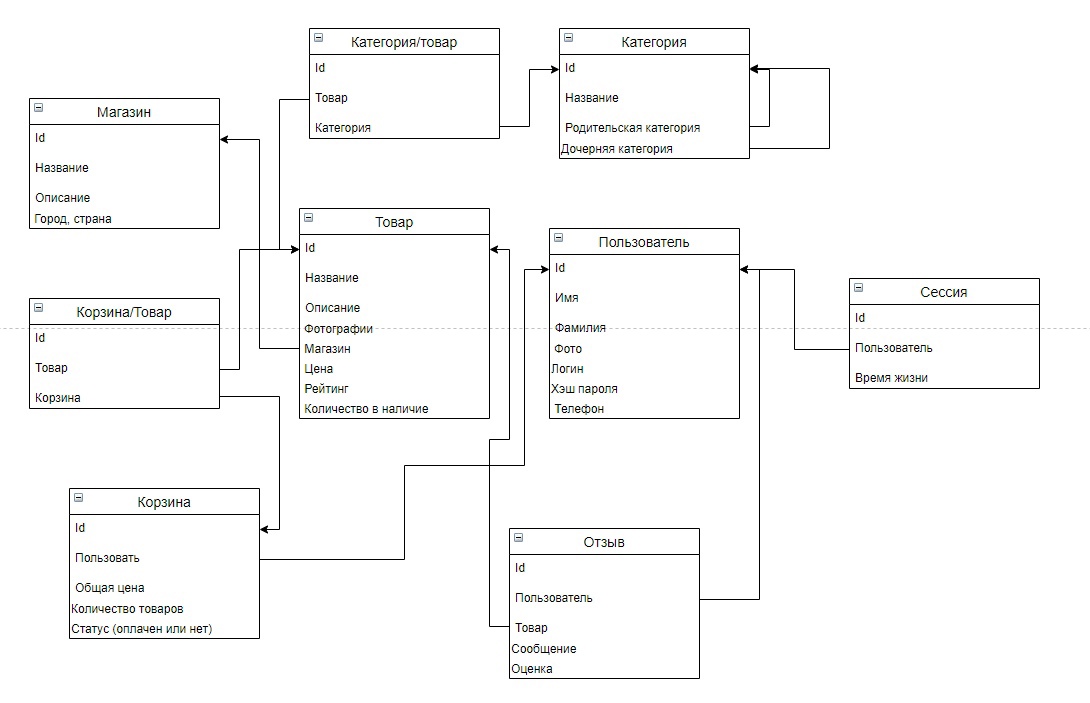 Категория/товар
Id
Товар
Категория
Категория
Id
Название
Родительская категория
Дочерняя категория
Магазин
Id
Название
Описание
Город, страна
Товар
Id
Название
Описание
Фотографии
Магазин
Цена
Рейтинг
Количество в наличие
Пользователь
Id
Имя
Фамилия
Фото
Логин
Хэш пароля
Телефон
Сессия
Id
Пользователь
Время жизни
Корзина/Товар
Id
Товар
Корзина
Корзина
Id
Пользовать
Общая цена
Количество товаров
Статус (оплачен или нет)
Отзыв
Id
Пользователь
Товар
Сообщение
Оценка